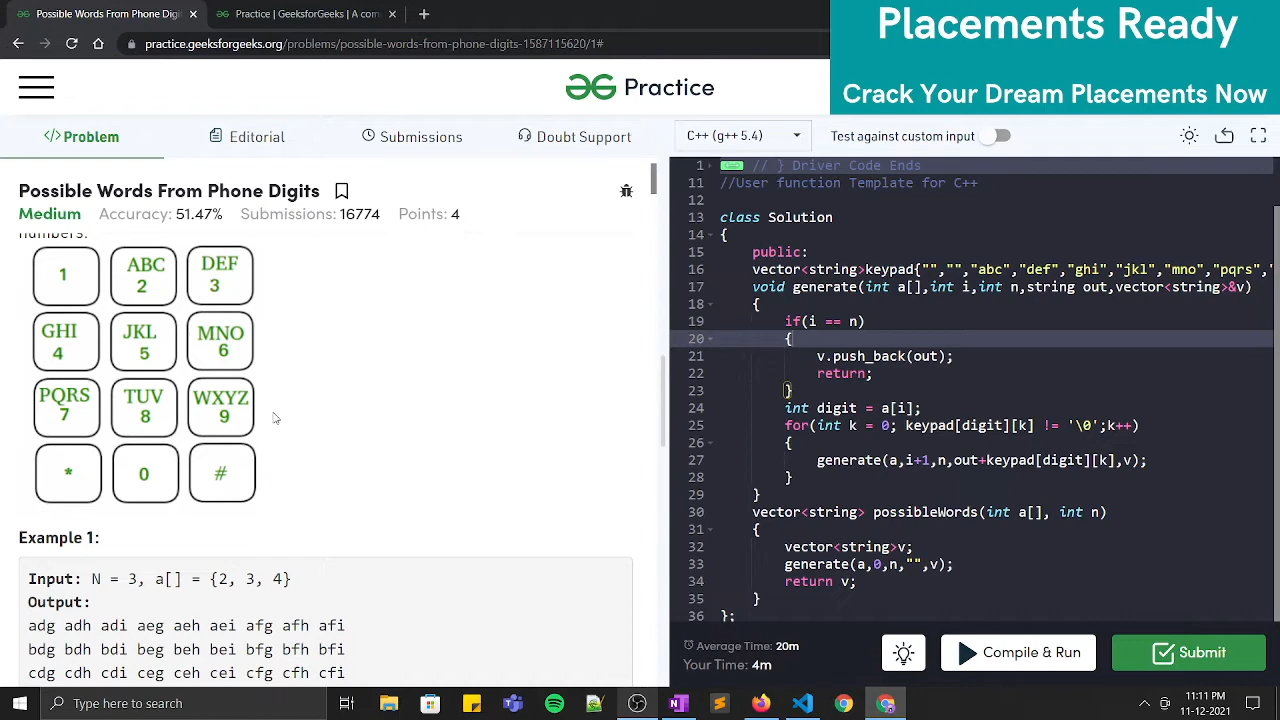 Possible Words From Phone Dig
Practice | GeeksforGeeks | A com
Placements Ready
Crack Your Dream Placements Now
practice.geeksforgeeks.org/problems/possible-words-from-phone-digits-1587115620/1#
Practice
</> Problem
Editorial
Submissions
Doubt Support
C++ (g++ 5.4)
Test against custom input
Possible Words From Phone Digits
Medium Accuracy: 51.47% Submissions: 16774 Points: 4
numbers.
1 ABC 2 DEF 3
GHI 4 JKL 5 MNO 6
PQRS 7 TUV 8 WXYZ 9
* 0 #
Example 1:
Input: N = 3, a[] = {2, 3, 4}
Output:
adg adh adi aeg aeh aei afg afh afi
bdg bdh bdi beg beh bei bfg bfh bfi
cdg cdh cdi ceg cen cei cfg cfh cfi
1 // } Driver Code Ends
11 //User function Template for C++
12
13 class Solution
14 {
15 public:
16 vector<string>keypad{"","","abc","def","ghi","jkl","mno","pqrs",
17 void generate(int a[],int i,int n,string out,vector<string>&v)
18 {
19 if(i == n)
20 {
21 v.push_back(out);
22 return;
23 }
24 int digit = a[i];
25 for(int k = 0; keypad[digit][k] != '\0';k++)
26 {
27 generate(a,i+1,n,out+keypad[digit][k],v);
28 }
29 }
30 vector<string> possibleWords(int a[], int n)
31 {
32 vector<string>v;
33 generate(a,0,n,"",v);
34 return v;
35 }
36 };
Average Time: 20m
Your Time: 4m
Compile & Run
Submit
Type here to search
11:11 PM
11-12-2021